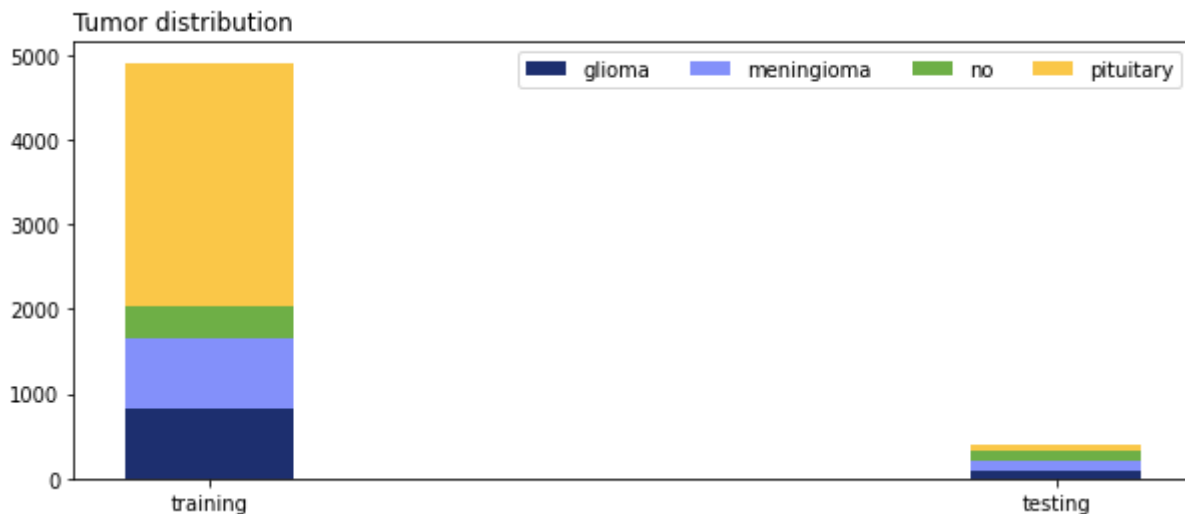 Tumor distribution
glioma meningioma no pituitary
5000
4000
3000
2000
1000
0
training testing